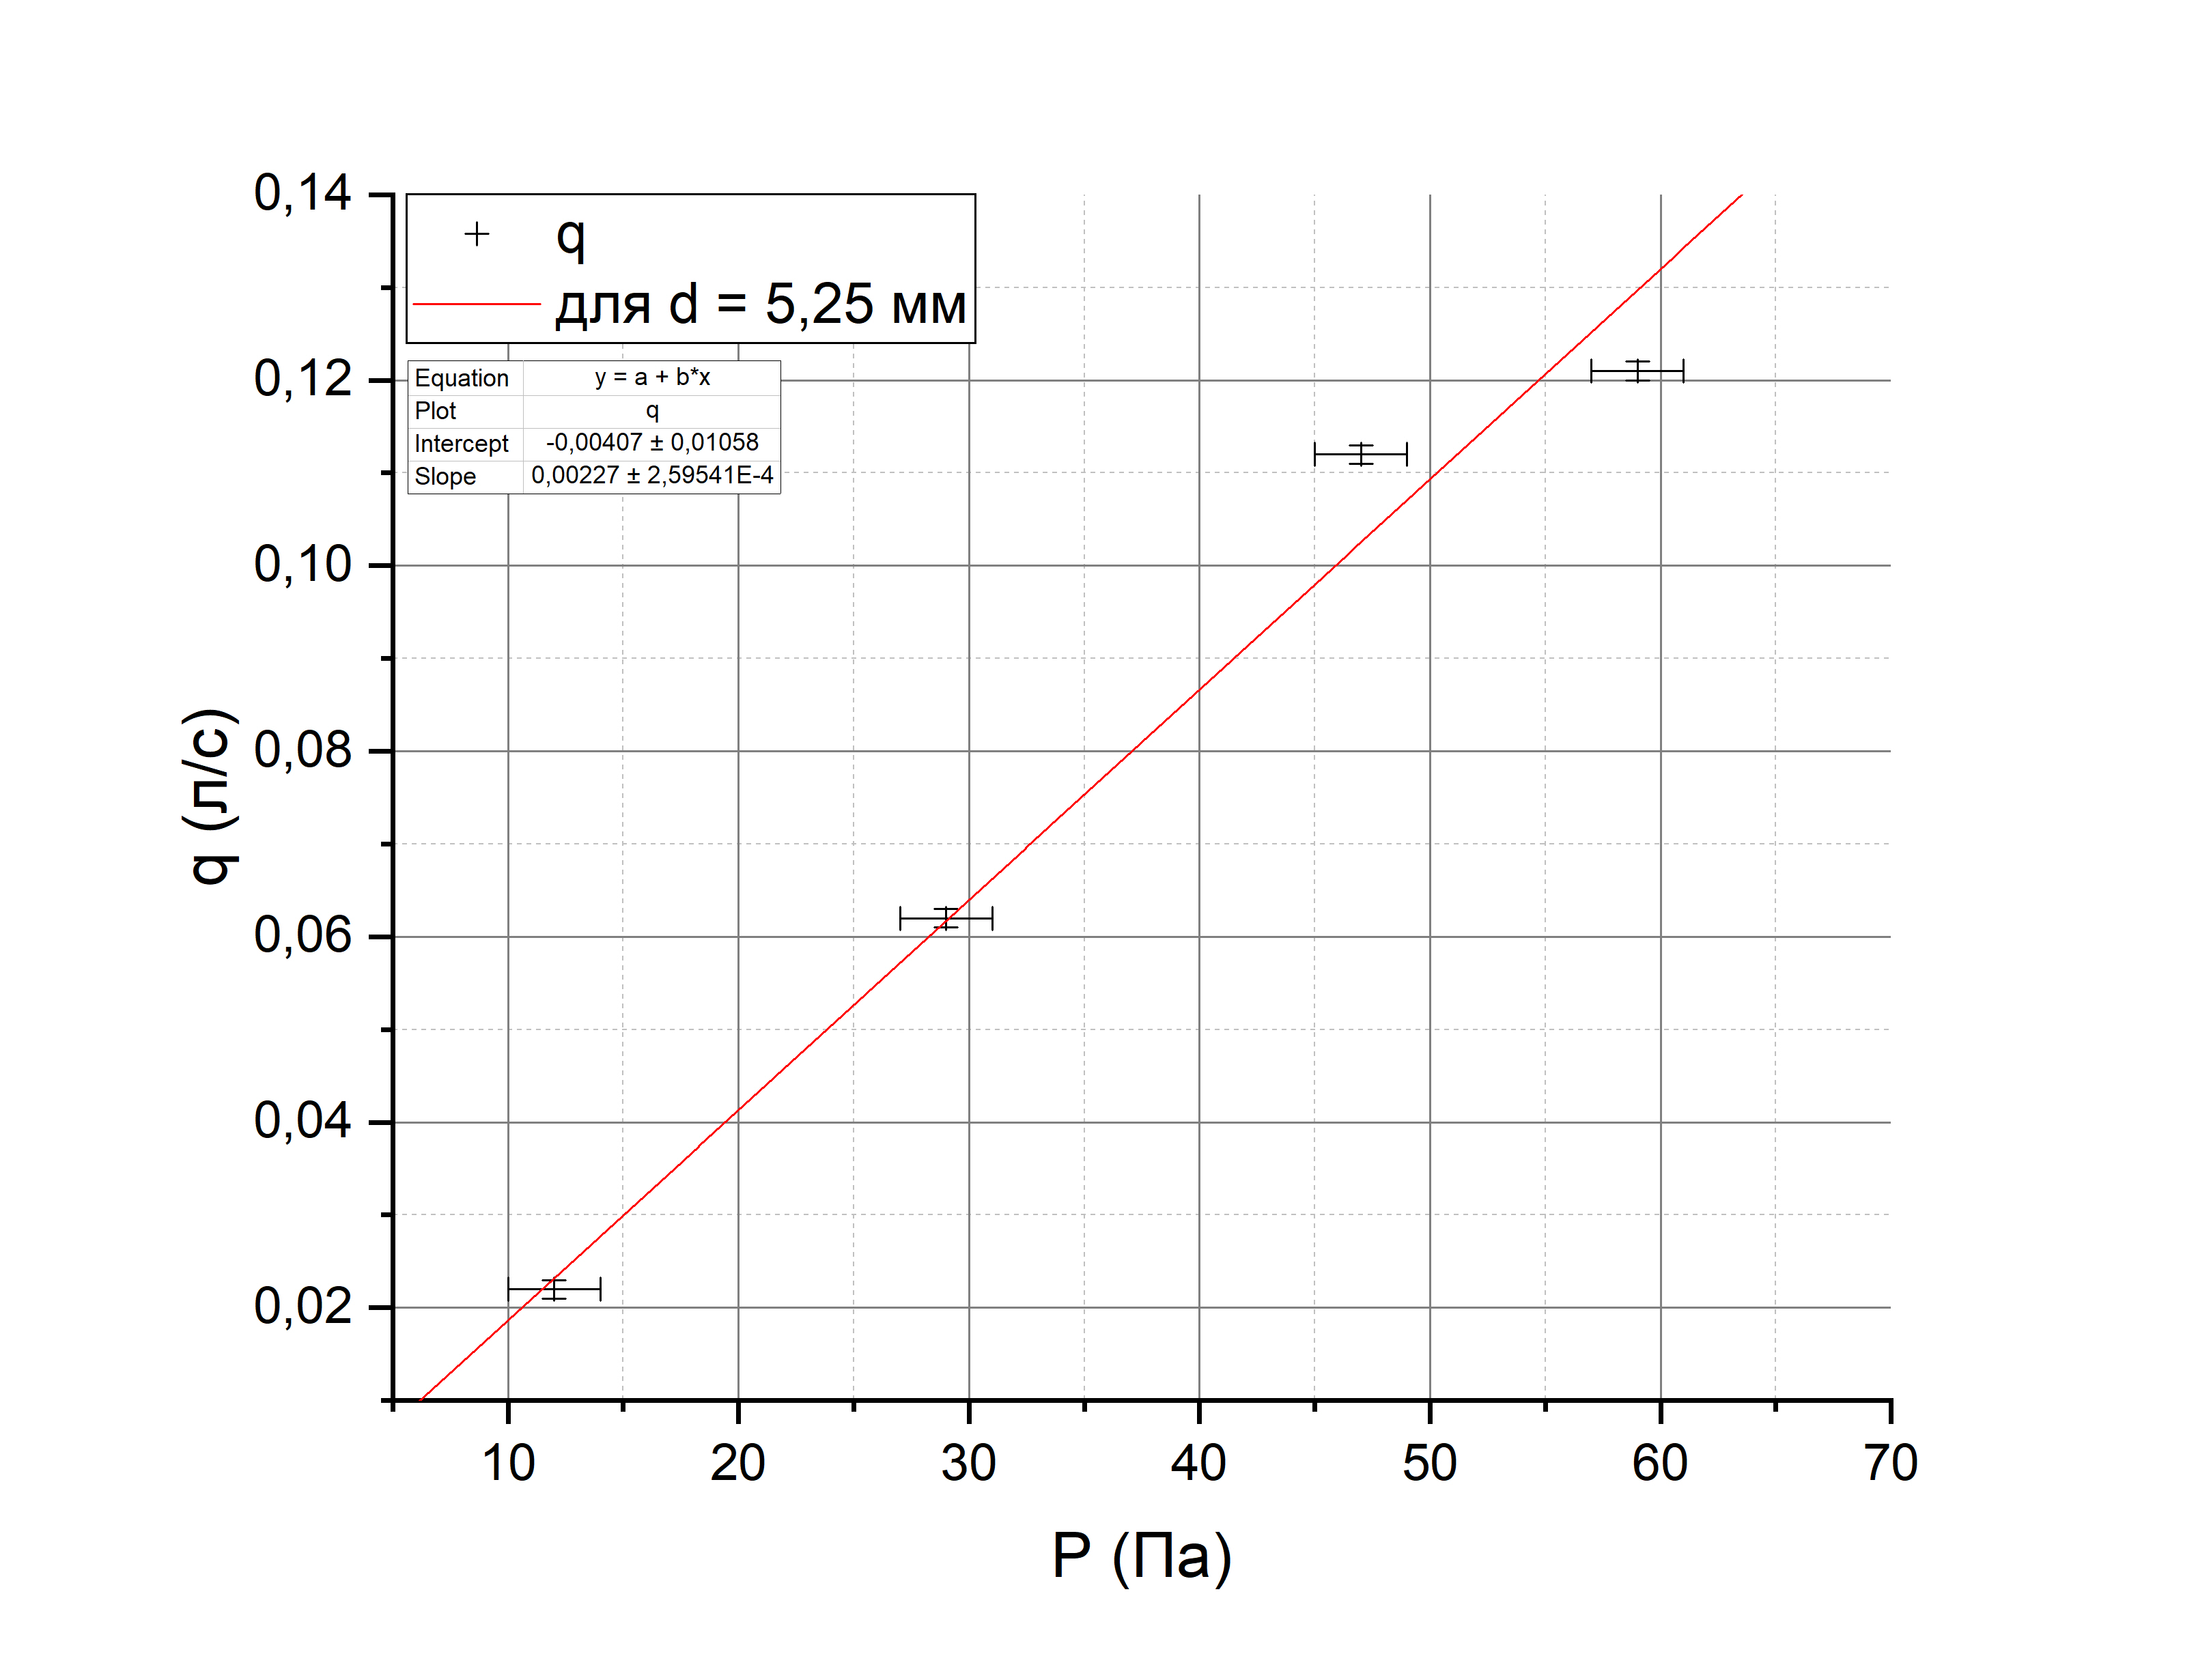 q
для d = 5,25 мм
Equation y = a + b*x
Plot q
Intercept -0,00407 ± 0,01058
Slope 0,00227 ± 2,59541E-4
0,14
0,12
0,10
0,08
0,06
0,04
0,02
q (л/с)
10 20 30 40 50 60 70
P (Па)